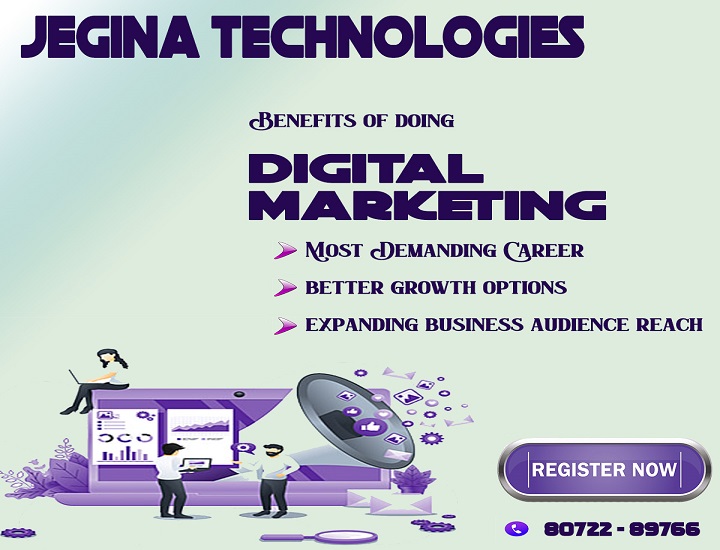 JEGINA TECHNOLOGIES
BENEFITS OF DOING
DIGITAL
MARKETING
MOST DEMANDING CAREER
BETTER GROWTH OPTIONS
EXPANDING BUSINESS AUDIENCE REACH
REGISTER NOW
80722 - 89766